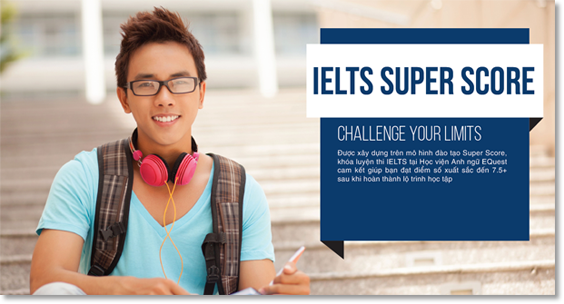 IELTS SUPER SCORE
CHALLENGE YOUR LIMITS
Được xây dựng trên mô hình đào tạo Super Score,
khóa luyện thi IELTS tại Học viện Anh ngữ EQuest
cam kết giúp bạn đạt điểm số xuất sắc đến 7.5+
sau khi hoàn thành lộ trình học tập